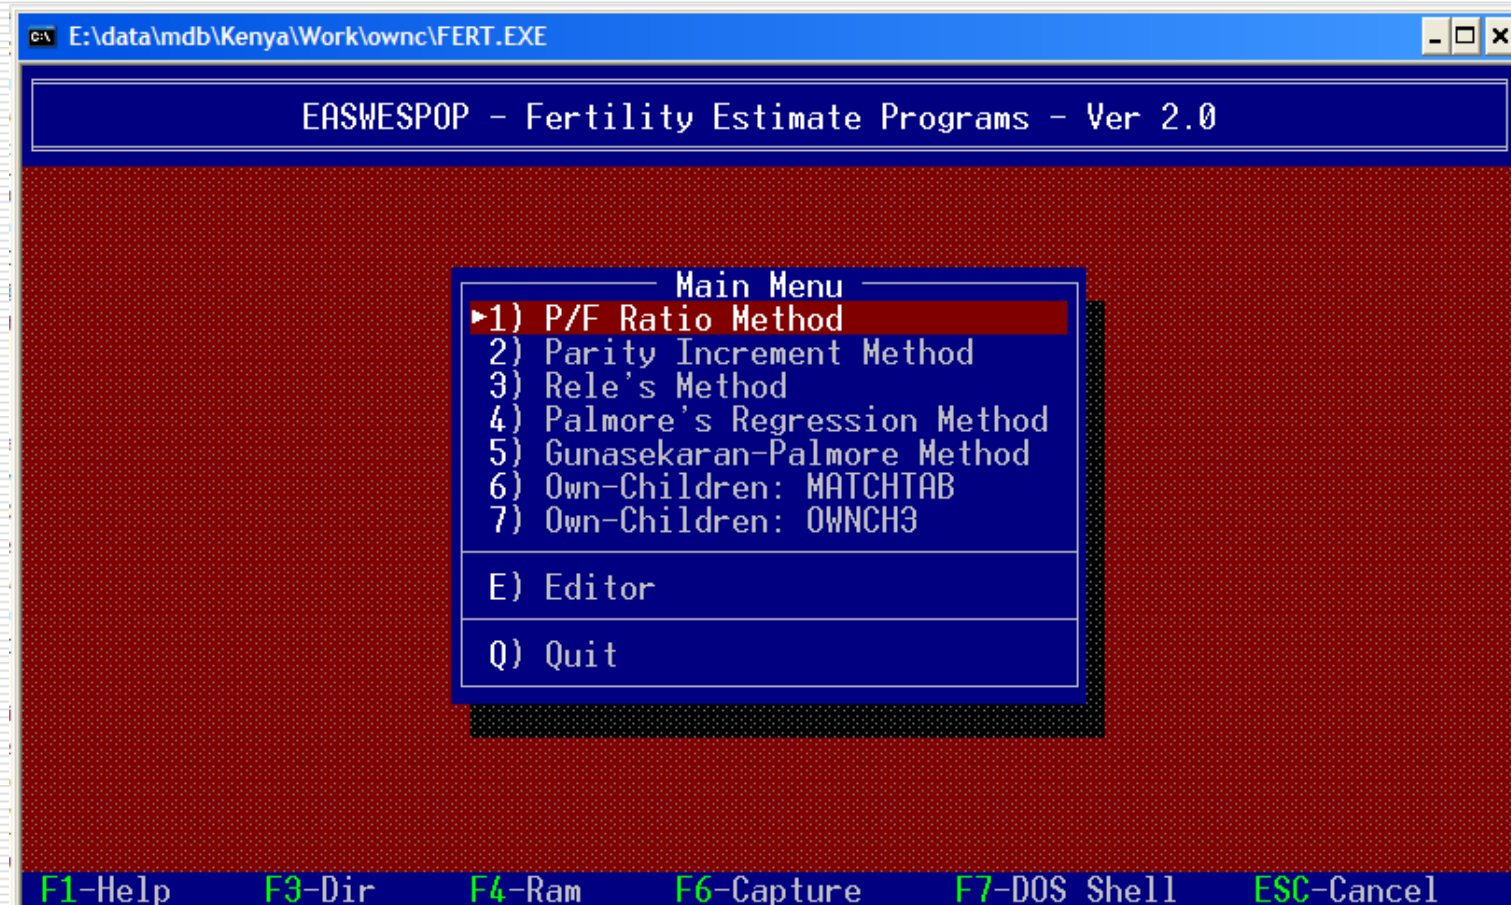 E:\data\mdb\Kenya\Work\ownc\FERT.EXE
EASWESPOP - Fertility Estimate Programs - Ver 2.0
Main Menu
►1) P/F Ratio Method
2) Parity Increment Method
3) Rele's Method
4) Palmore's Regression Method
5) Gunasekaran-Palmore Method
6) Own-Children: MATCHTAB
7) Own-Children: OWNCH3
E) Editor
Q) Quit
F1-Help F3-Dir F4-Ram F6-Capture F7-DOS Shell ESC-Cancel